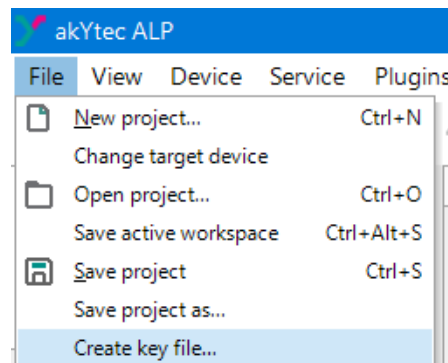 akYtec ALP
File View Device Service Plugins
New project... Ctrl+N
Change target device
Open project... Ctrl+O
Save active workspace Ctrl+Alt+S
Save project Ctrl+S
Save project as...
Create key file...